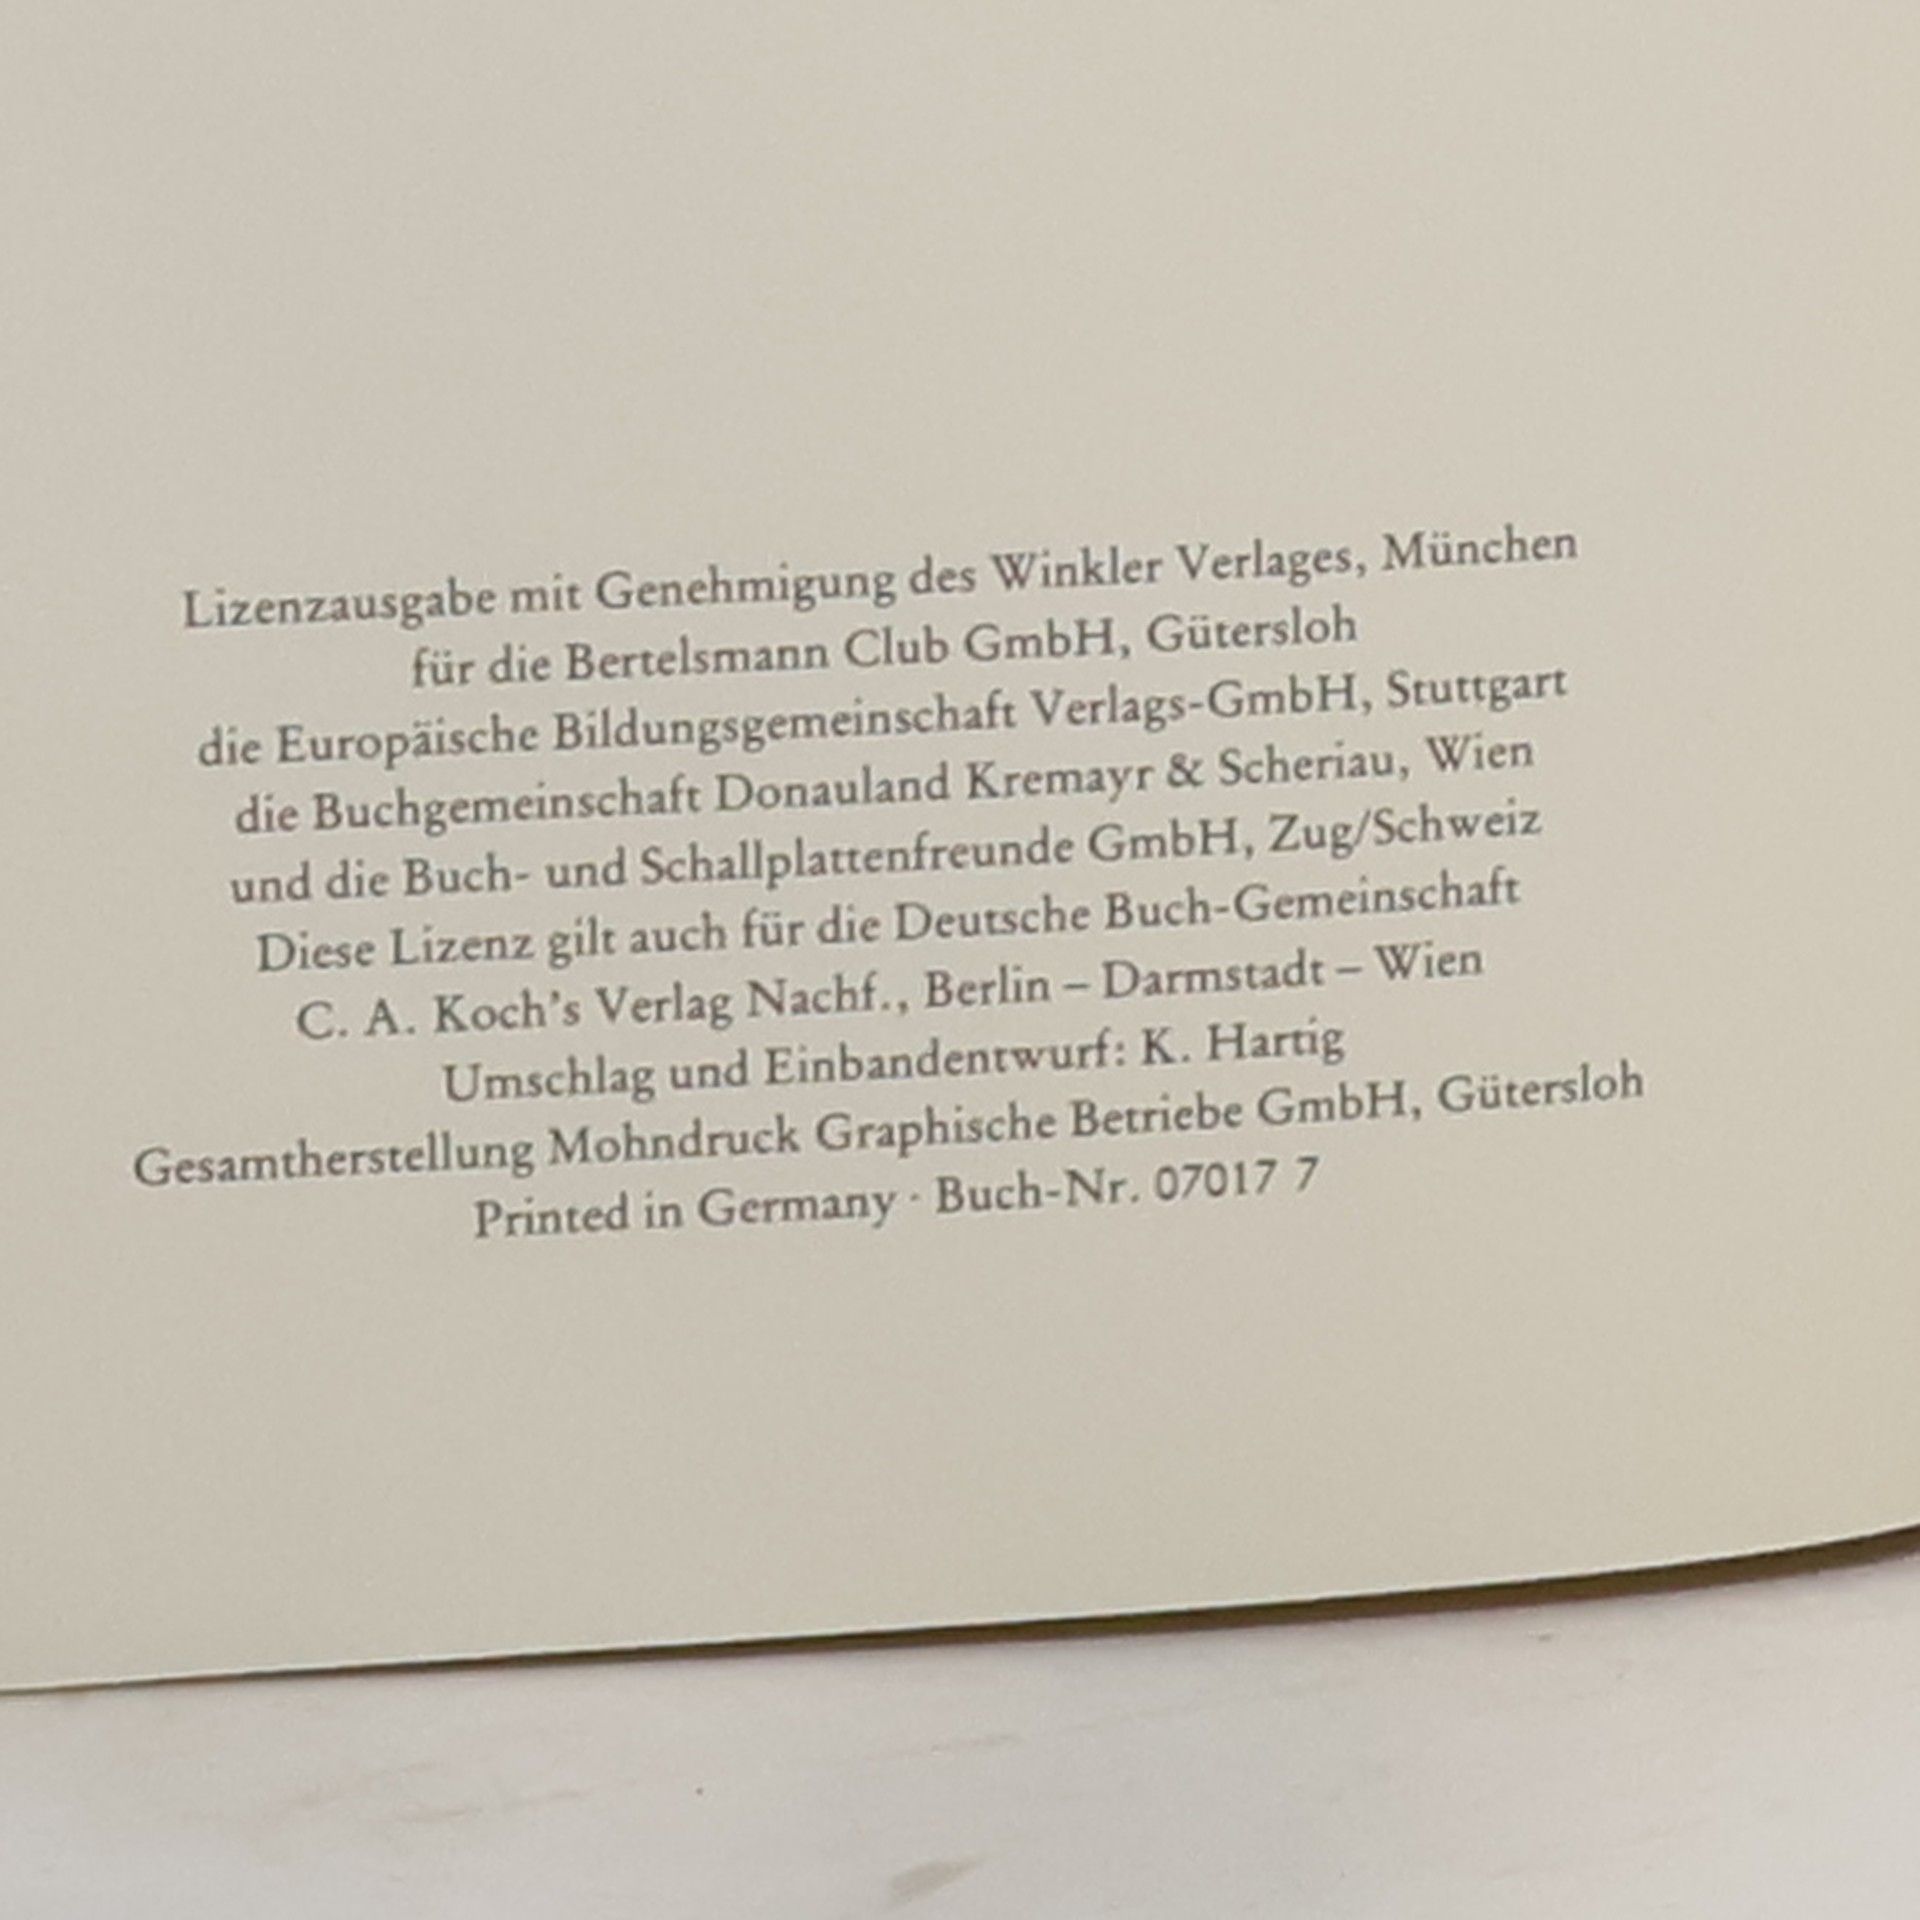 Lizenzausgabe mit Genehmigung des Winkler Verlages, München
für die Bertelsmann Club GmbH, Gütersloh
die Europäische Bildungsgemeinschaft Verlags-GmbH, Stuttgart
die Buchgemeinschaft Donauland Kremayr & Scheriau, Wien
und die Buch- und Schallplattenfreunde GmbH, Zug/Schweiz
Diese Lizenz gilt auch für die Deutsche Buch-Gemeinschaft
C. A. Koch's Verlag Nachf., Berlin – Darmstadt – Wien
Umschlag und Einbandentwurf: K. Hartig
Gesamtherstellung Mohndruck Graphische Betriebe GmbH, Gütersloh
Printed in Germany · Buch-Nr. 07017 7